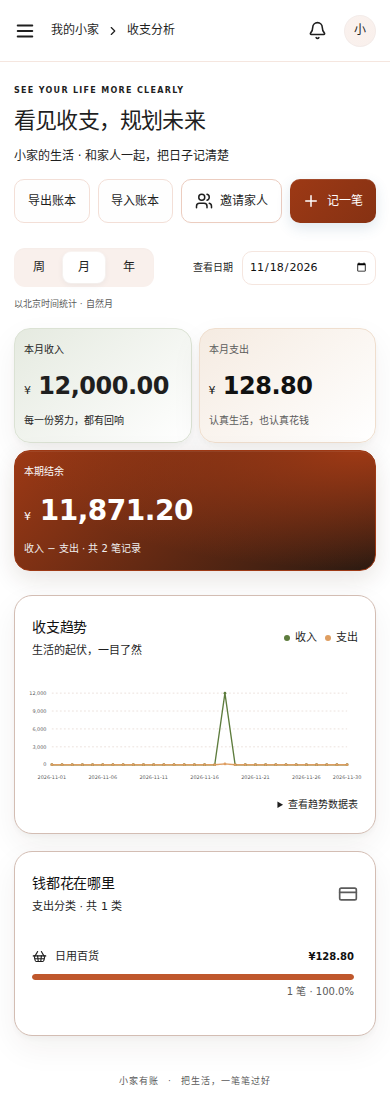 我的小家 > 收支分析
小
SEE YOUR LIFE MORE CLEARLY
看见收支，规划未来
小家的生活 · 和家人一起，把日子记清楚
导出账本 导入账本 邀请家人 + 记一笔
周 月 年 查看日期 11/18/2026
以北京时间统计 · 自然月
本月收入
¥ 12,000.00
每一份努力，都有回响
本月支出
¥ 128.80
认真生活，也认真花钱
本期结余
¥ 11,871.20
收入 − 支出 · 共 2 笔记录
收支趋势
生活的起伏，一目了然
收入 支出
12,000
9,000
6,000
3,000
0
2026-11-01 2026-11-06 2026-11-11 2026-11-16 2026-11-21 2026-11-26 2026-11-30
▶ 查看趋势数据表
钱都花在哪里
支出分类 · 共 1 类
日用百货 ¥128.80
1 笔 · 100.0%
小家有账 · 把生活，一笔笔过好